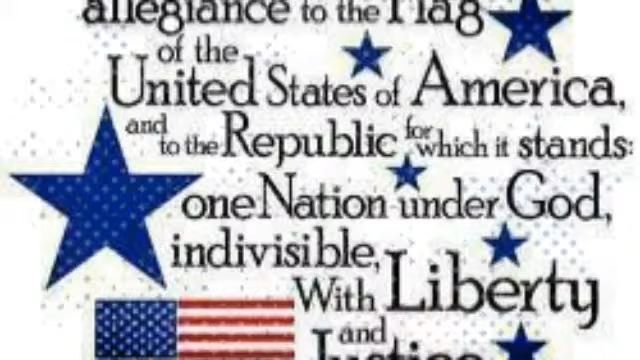 allegiance to the Flag
of the
United States of America,
and to the Republic for which it stands:
one Nation under God,
indivisible,
With Liberty
and
Justice